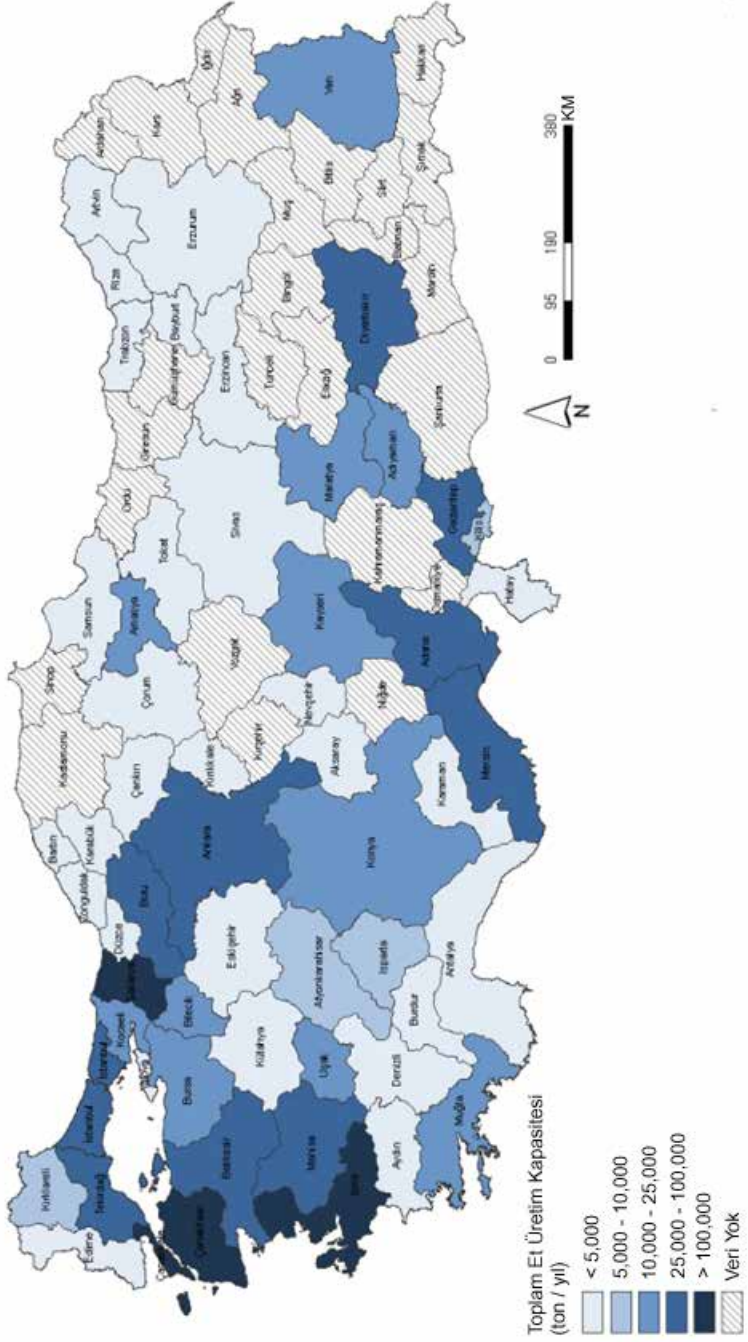 Kırklareli
Edirne
Tekirdağ
İstanbul
İstanbul
Kocaeli
Yalova
Sakarya
Düzce
Zonguldak
Bartın
Karabük
Kastamonu
Sinop
Samsun
Ordu
Giresun
Trabzon
Rize
Artvin
Ardahan
Kars
Iğdır
Ağrı
Çanakkale
Çanakkale
Balıkesir
Bursa
Bilecik
Bolu
Çankırı
Çorum
Amasya
Tokat
Gümüşhane
Bayburt
Erzurum
Eskişehir
Ankara
Kırıkkale
Yozgat
Sivas
Erzincan
Kütahya
Manisa
Uşak
Afyonkarahisar
Kırşehir
Nevşehir
Kayseri
Tunceli
Bingöl
Muş
Bitlis
Van
İzmir
Aydın
Denizli
Isparta
Burdur
Konya
Aksaray
Niğde
Malatya
Elazığ
Diyarbakır
Batman
Siirt
Şırnak
Hakkari
Muğla
Antalya
Karaman
Mersin
Adana
Kahramanmaraş
Osmaniye
Adıyaman
Gaziantep
Kilis
Şanlıurfa
Mardin
Hatay
N
0 95 190 380
KM
Toplam Et Üretim Kapasitesi
(ton / yıl)
< 5,000
5,000 - 10,000
10,000 - 25,000
25,000 - 100,000
> 100,000
Veri Yok